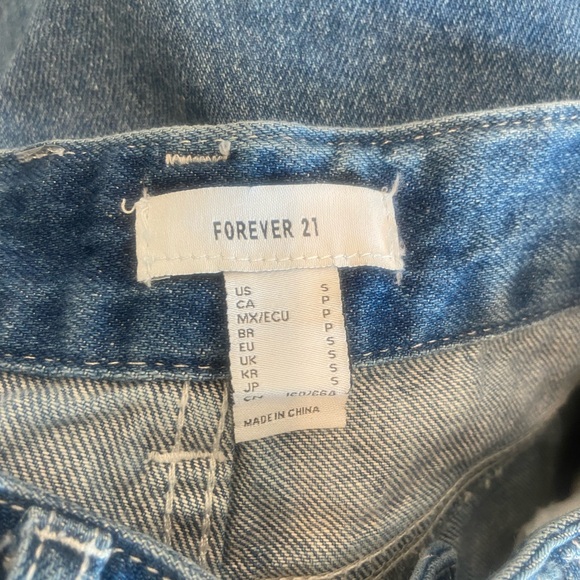 FOREVER 21
US S
CA P
MX/ECU P
BR P
EU S
UK S
KR S
JP S
MADE IN CHINA